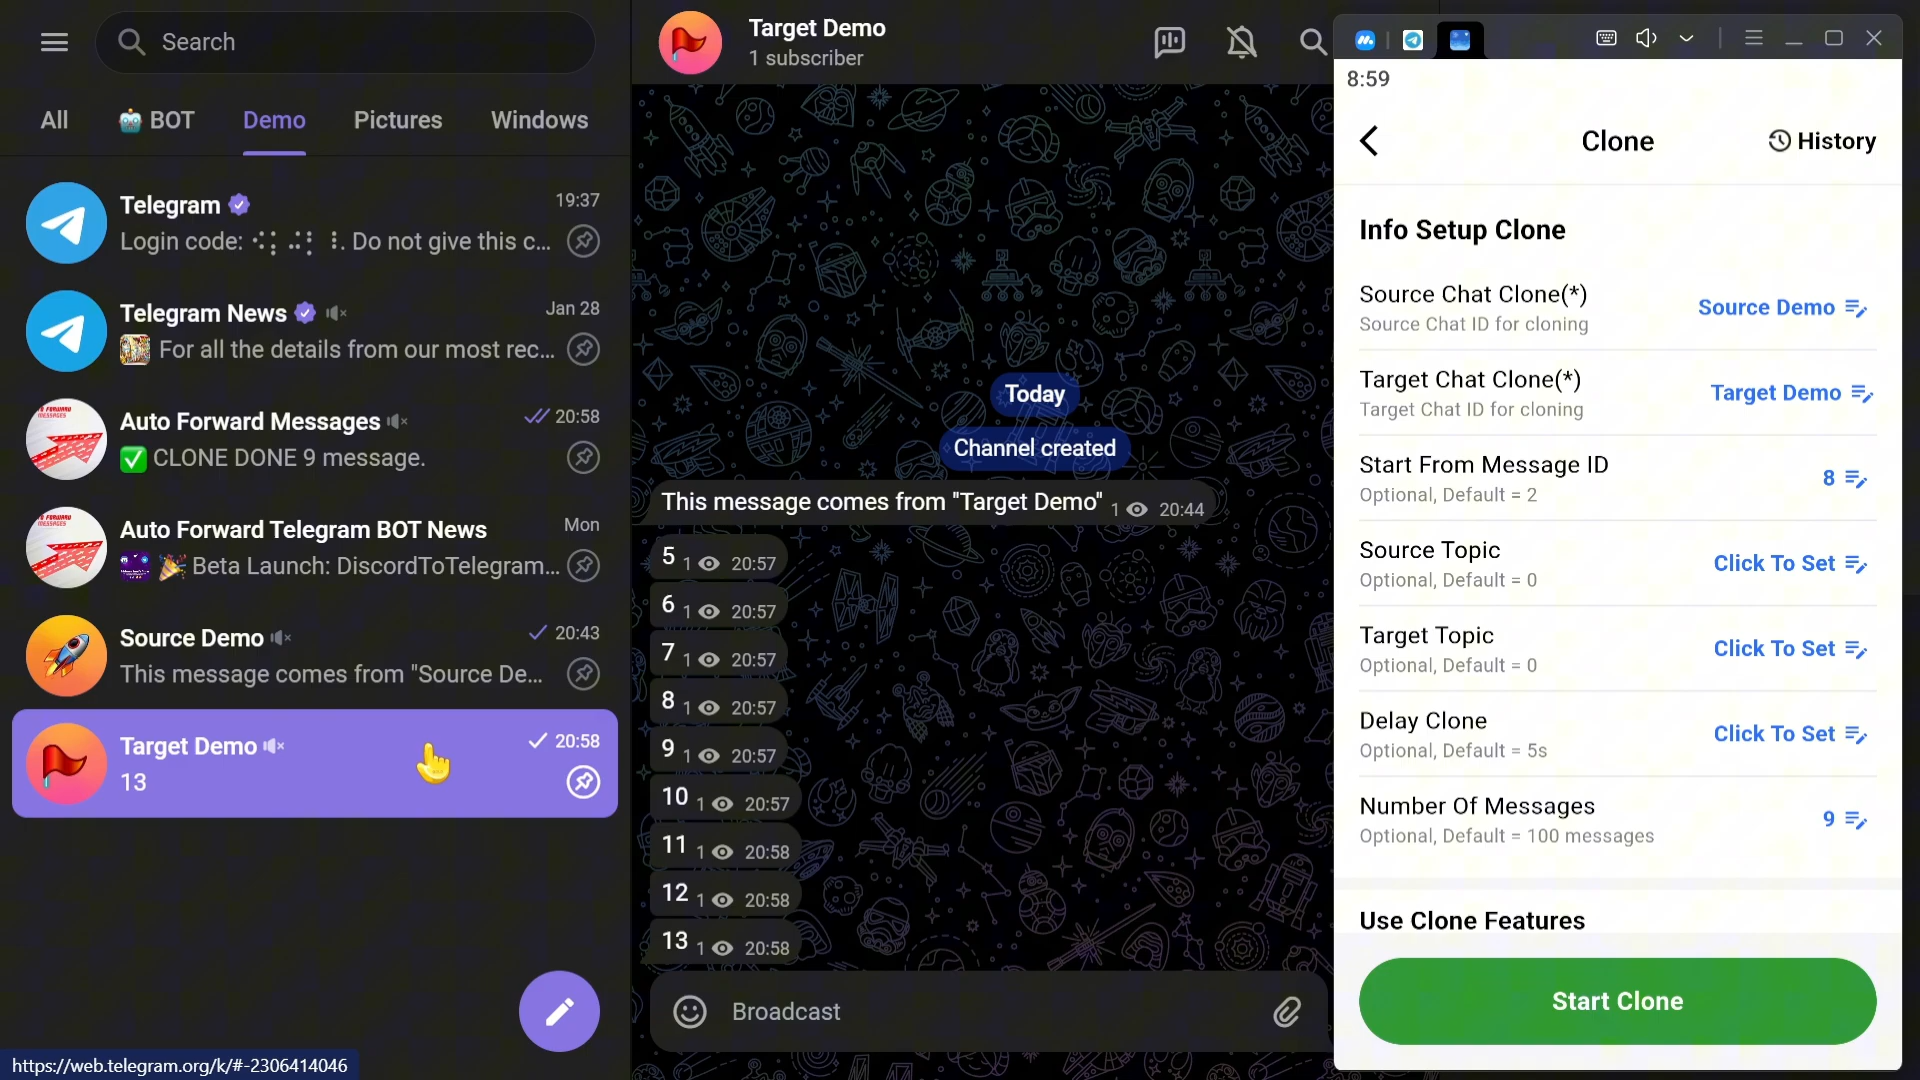 Search
All
BOT
Demo
Pictures
Windows
Telegram
19:37
Login code: . Do not give this c...
Telegram News
Jan 28
For all the details from our most rec...
Auto Forward Messages
20:58
CLONE DONE 9 message.
Auto Forward Telegram BOT News
Mon
Beta Launch: DiscordToTelegram...
Source Demo
20:43
This message comes from "Source De...
Target Demo
20:58
13
https://web.telegram.org/k/#-2306414046
Target Demo
1 subscriber
Today
Channel created
This message comes from "Target Demo" 1 20:44
5 1 20:57
6 1 20:57
7 1 20:57
8 1 20:57
9 1 20:57
10 1 20:57
11 1 20:58
12 1 20:58
13 1 20:58
Broadcast
8:59
Clone
History
Info Setup Clone
Source Chat Clone(*)
Source Chat ID for cloning
Source Demo
Target Chat Clone(*)
Target Chat ID for cloning
Target Demo
Start From Message ID
Optional, Default = 2
8
Source Topic
Optional, Default = 0
Click To Set
Target Topic
Optional, Default = 0
Click To Set
Delay Clone
Optional, Default = 5s
Click To Set
Number Of Messages
Optional, Default = 100 messages
9
Use Clone Features
Start Clone